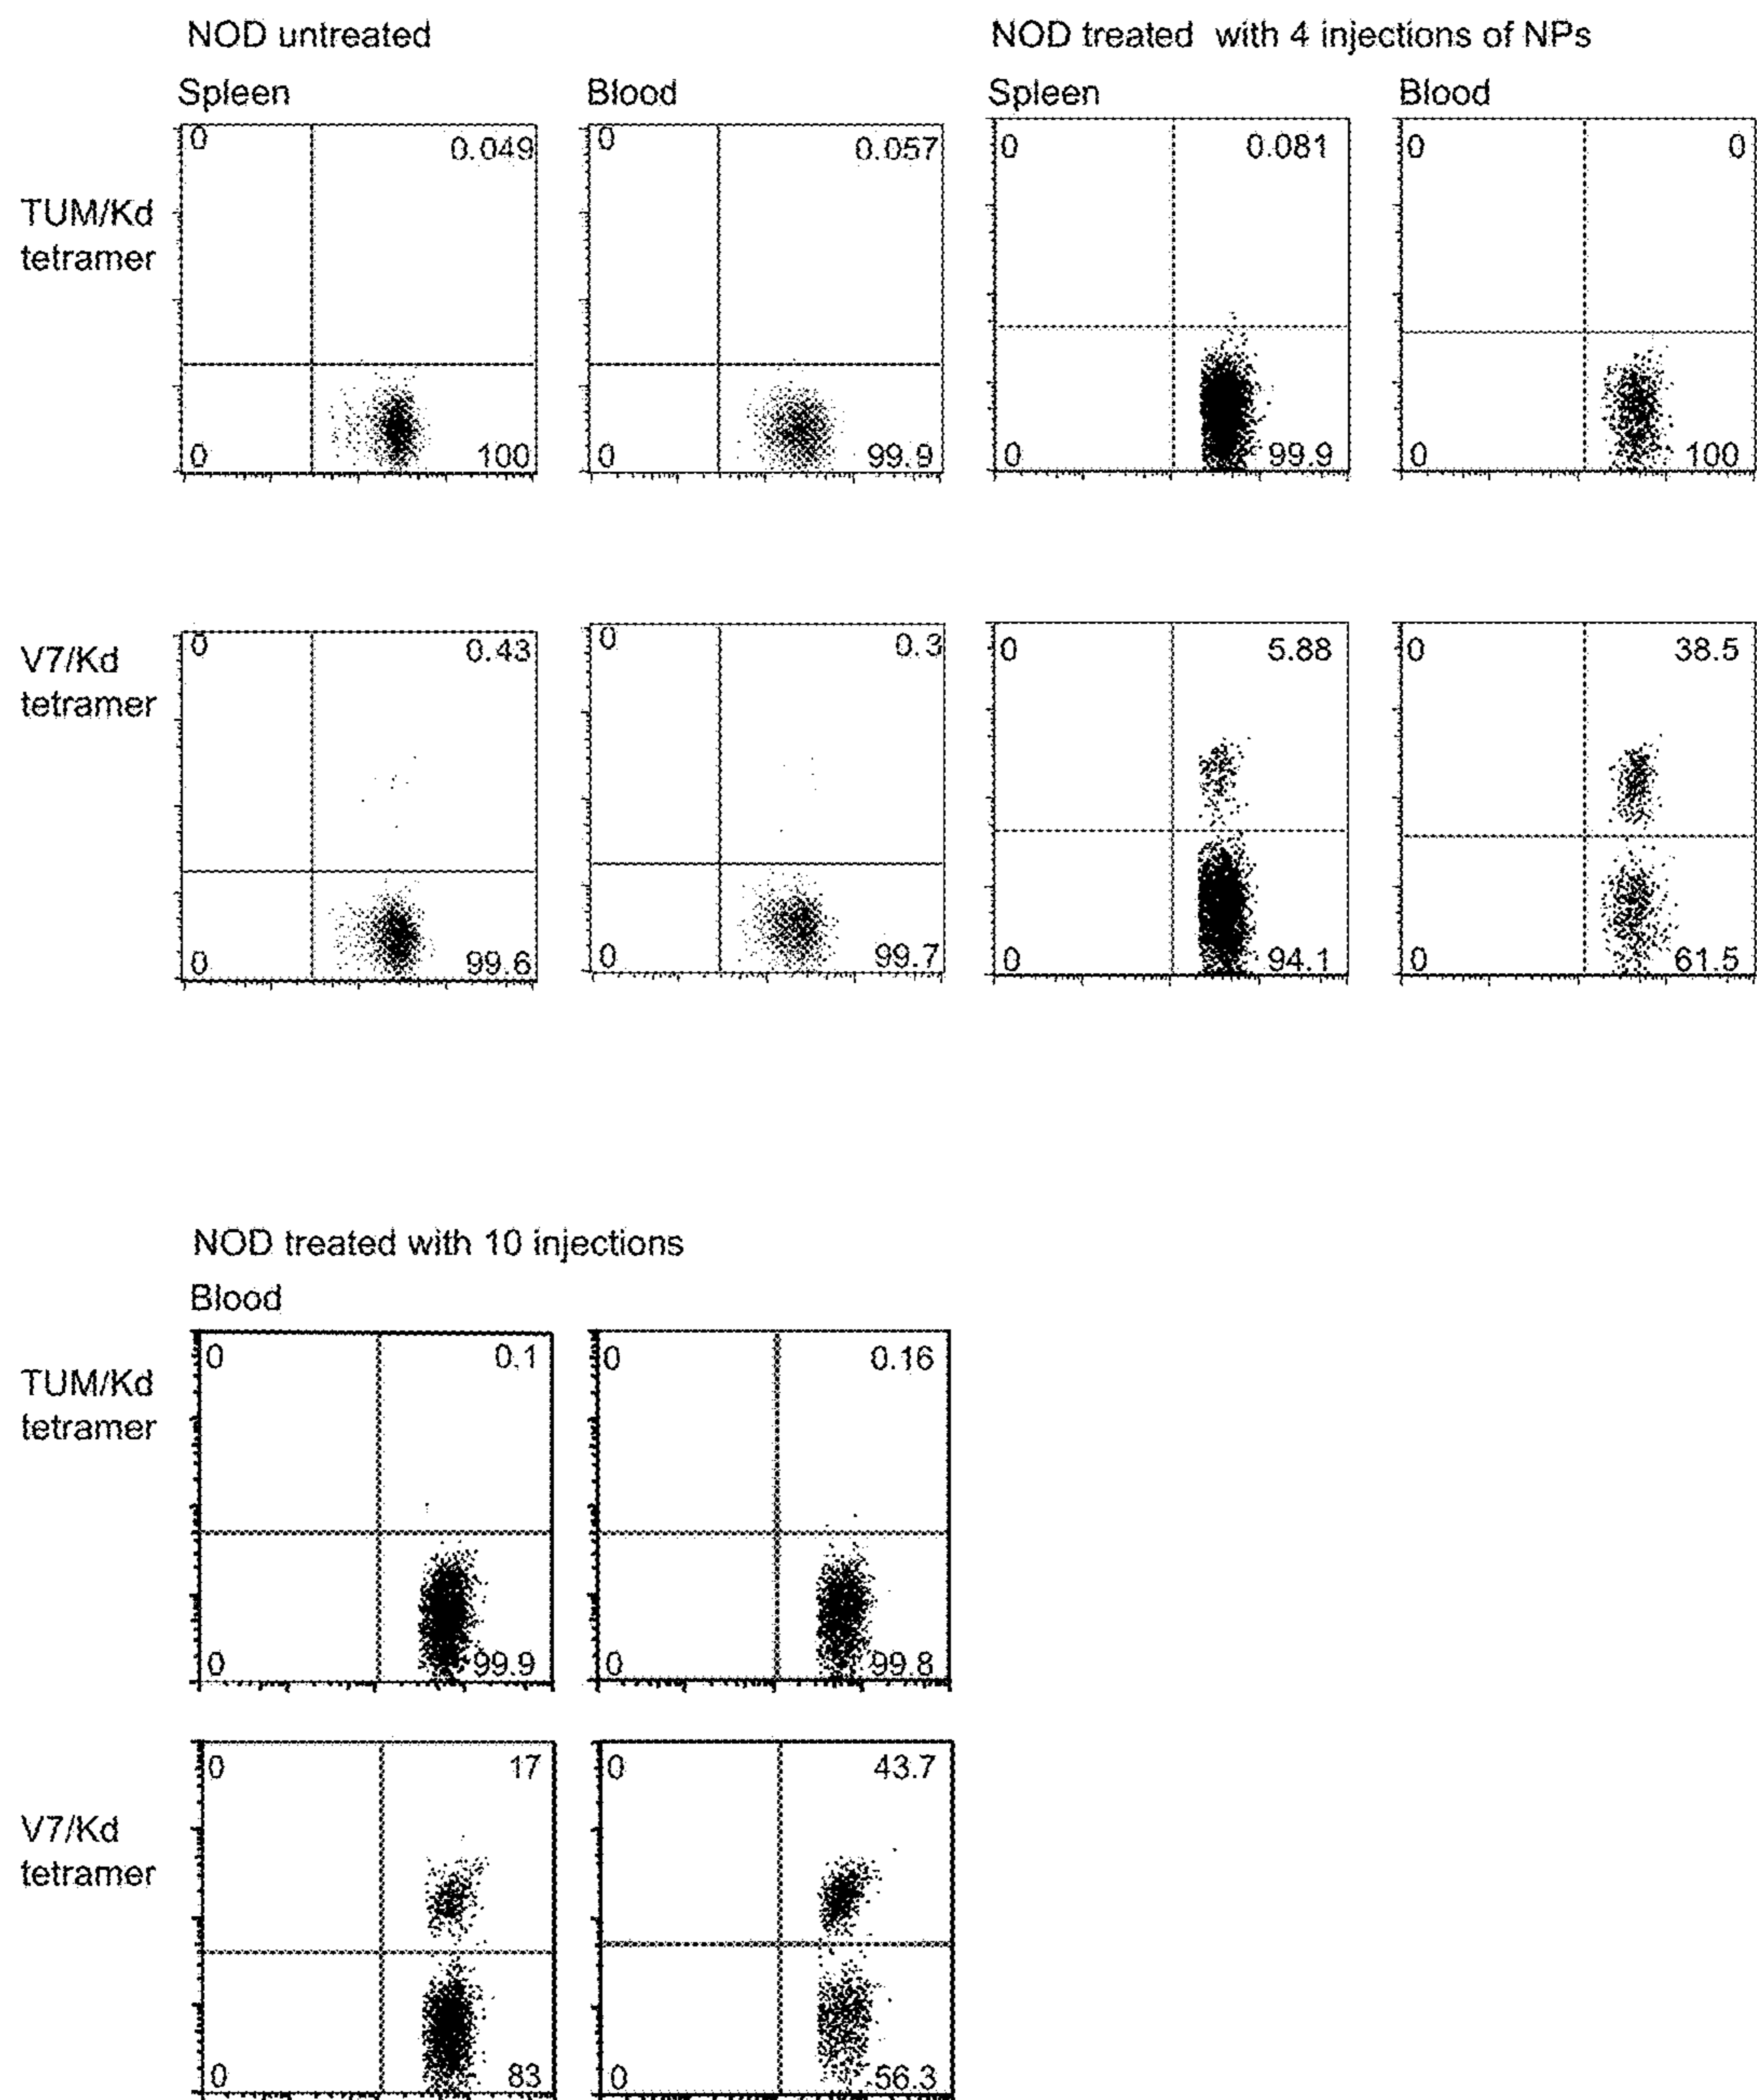 NOD untreated
NOD treated with 4 injections of NPs
Spleen
Blood
Spleen
Blood
TUM/Kd
tetramer
0 0.049
0 100
0 0.057
0 99.9
0 0.081
0 99.9
0 0
0 100
V7/Kd
tetramer
0 0.43
0 99.6
0 0.3
0 99.7
0 5.88
0 94.1
0 38.5
0 61.5
NOD treated with 10 injections
Blood
TUM/Kd
tetramer
0 0.1
0 99.9
0 0.16
0 99.8
V7/Kd
tetramer
0 17
0 83
0 43.7
0 56.3